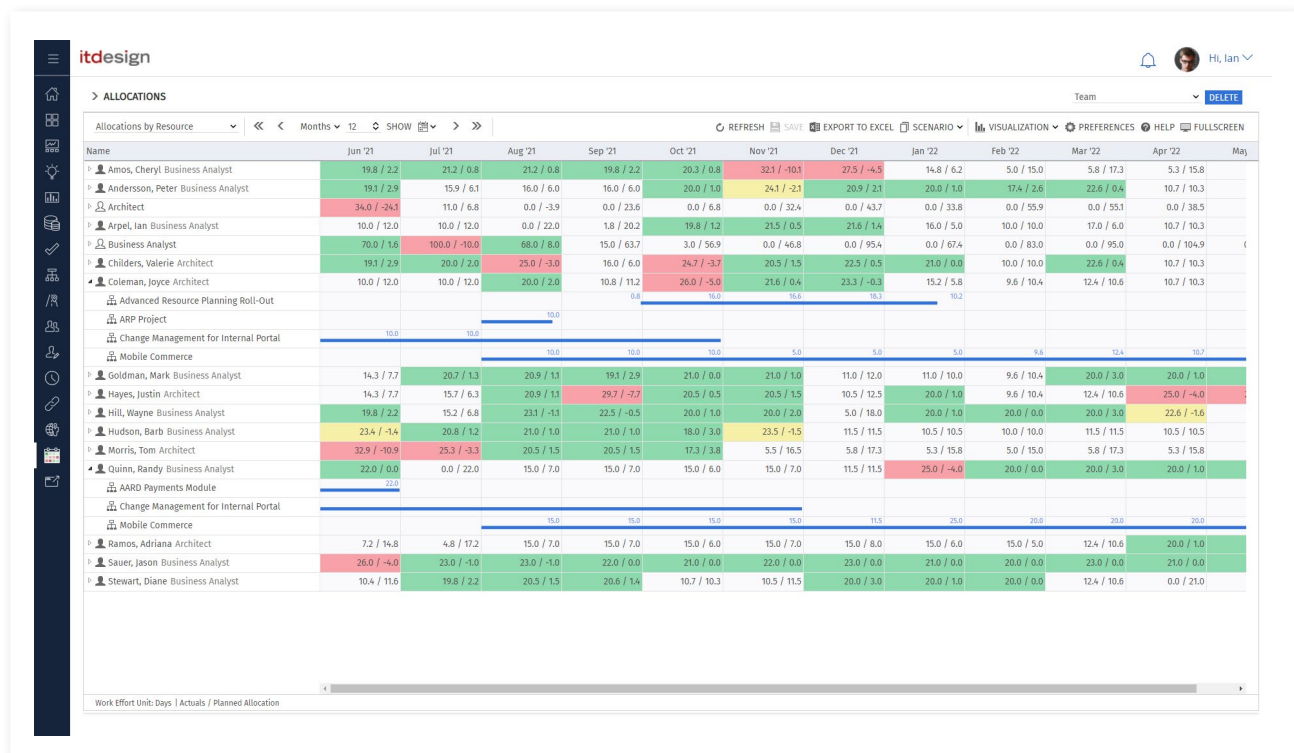 itdesign
Hi, Ian
ALLOCATIONS
Team DELETE
Allocations by Resource Months 12 SHOW REFRESH SAVE EXPORT TO EXCEL SCENARIO VISUALIZATION PREFERENCES HELP FULLSCREEN
Name Jun '21 Jul '21 Aug '21 Sep '21 Oct '21 Nov '21 Dec '21 Jan '22 Feb '22 Mar '22 Apr '22
Amos, Cheryl Business Analyst 19.8 / 2.2 21.2 / 0.8 21.2 / 0.8 19.8 / 2.2 20.3 / 0.8 32.1 / -10.1 27.5 / -4.5 14.8 / 6.2 5.0 / 15.0 5.8 / 17.3 5.3 / 15.8
Andersson, Peter Business Analyst 19.1 / 2.9 15.9 / 6.1 16.0 / 6.0 16.0 / 6.0 20.0 / 1.0 24.1 / -2.1 20.9 / 2.1 20.0 / 1.0 17.4 / 2.6 22.6 / 0.4 10.7 / 10.3
Architect 34.0 / -24.1 11.0 / 6.8 0.0 / -3.9 0.0 / 23.6 0.0 / 6.8 0.0 / 32.4 0.0 / 43.7 0.0 / 33.8 0.0 / 55.9 0.0 / 55.1 0.0 / 38.5
Arpel, Ian Business Analyst 10.0 / 12.0 10.0 / 12.0 0.0 / 22.0 1.8 / 20.2 19.8 / 1.2 21.5 / 0.5 21.6 / 1.4 16.0 / 5.0 10.0 / 10.0 17.0 / 6.0 10.7 / 10.3
Business Analyst 70.0 / 1.6 100.0 / -10.0 68.0 / 8.0 15.0 / 63.7 3.0 / 56.9 0.0 / 46.8 0.0 / 95.4 0.0 / 67.4 0.0 / 83.0 0.0 / 95.0 0.0 / 104.9
Childers, Valerie Architect 19.1 / 2.9 20.0 / 2.0 25.0 / -3.0 16.0 / 6.0 24.7 / -3.7 20.5 / 1.5 22.5 / 0.5 21.0 / 0.0 10.0 / 10.0 22.6 / 0.4 10.7 / 10.3
Coleman, Joyce Architect 10.0 / 12.0 10.0 / 12.0 20.0 / 2.0 10.8 / 11.2 26.0 / -5.0 21.6 / 0.4 23.3 / -0.3 15.2 / 5.8 9.6 / 10.4 12.4 / 10.6 10.7 / 10.3
Advanced Resource Planning Roll-Out 0.8 16.0 16.6 18.3 10.2
ARP Project 10.0
Change Management for Internal Portal 10.0 10.0
Mobile Commerce 10.0 10.0 10.0 5.0 5.0 5.0 9.6 12.4 10.7
Goldman, Mark Business Analyst 14.3 / 7.7 20.7 / 1.3 20.9 / 1.1 19.1 / 2.9 21.0 / 0.0 21.0 / 1.0 11.0 / 12.0 11.0 / 10.0 9.6 / 10.4 20.0 / 3.0 20.0 / 1.0
Hayes, Justin Architect 14.3 / 7.7 15.7 / 6.3 20.9 / 1.1 29.7 / -7.7 20.5 / 0.5 20.5 / 1.5 10.5 / 12.5 20.0 / 1.0 9.6 / 10.4 12.4 / 10.6 25.0 / -4.0
Hill, Wayne Business Analyst 19.8 / 2.2 15.2 / 6.8 23.1 / -1.1 22.5 / -0.5 20.0 / 1.0 20.0 / 2.0 5.0 / 18.0 20.0 / 1.0 20.0 / 0.0 20.0 / 3.0 22.6 / -1.6
Hudson, Barb Business Analyst 23.4 / -1.4 20.8 / 1.2 21.0 / 1.0 21.0 / 1.0 18.0 / 3.0 23.5 / -1.5 11.5 / 11.5 10.5 / 10.5 10.0 / 10.0 11.5 / 11.5 10.5 / 10.5
Morris, Tom Architect 32.9 / -10.9 25.3 / -3.3 20.5 / 1.5 20.5 / 1.5 17.3 / 3.8 5.5 / 16.5 5.8 / 17.3 5.3 / 15.8 5.0 / 15.0 5.8 / 17.3 5.3 / 15.8
Quinn, Randy Business Analyst 22.0 / 0.0 0.0 / 22.0 15.0 / 7.0 15.0 / 7.0 15.0 / 6.0 15.0 / 7.0 11.5 / 11.5 25.0 / -4.0 20.0 / 0.0 20.0 / 3.0 20.0 / 1.0
AARD Payments Module 22.0
Change Management for Internal Portal
Mobile Commerce 15.0 15.0 15.0 15.0 11.5 25.0 20.0 20.0 20.0
Ramos, Adriana Architect 7.2 / 14.8 4.8 / 17.2 15.0 / 7.0 15.0 / 7.0 15.0 / 6.0 15.0 / 7.0 15.0 / 8.0 15.0 / 6.0 15.0 / 5.0 12.4 / 10.6 20.0 / 1.0
Sauer, Jason Business Analyst 26.0 / -4.0 23.0 / -1.0 23.0 / -1.0 22.0 / 0.0 21.0 / 0.0 22.0 / 0.0 23.0 / 0.0 21.0 / 0.0 20.0 / 0.0 23.0 / 0.0 21.0 / 0.0
Stewart, Diane Business Analyst 10.4 / 11.6 19.8 / 2.2 20.5 / 1.5 20.6 / 1.4 10.7 / 10.3 10.5 / 11.5 20.0 / 3.0 20.0 / 1.0 20.0 / 0.0 12.4 / 10.6 0.0 / 21.0
Work Effort Unit: Days | Actuals / Planned Allocation